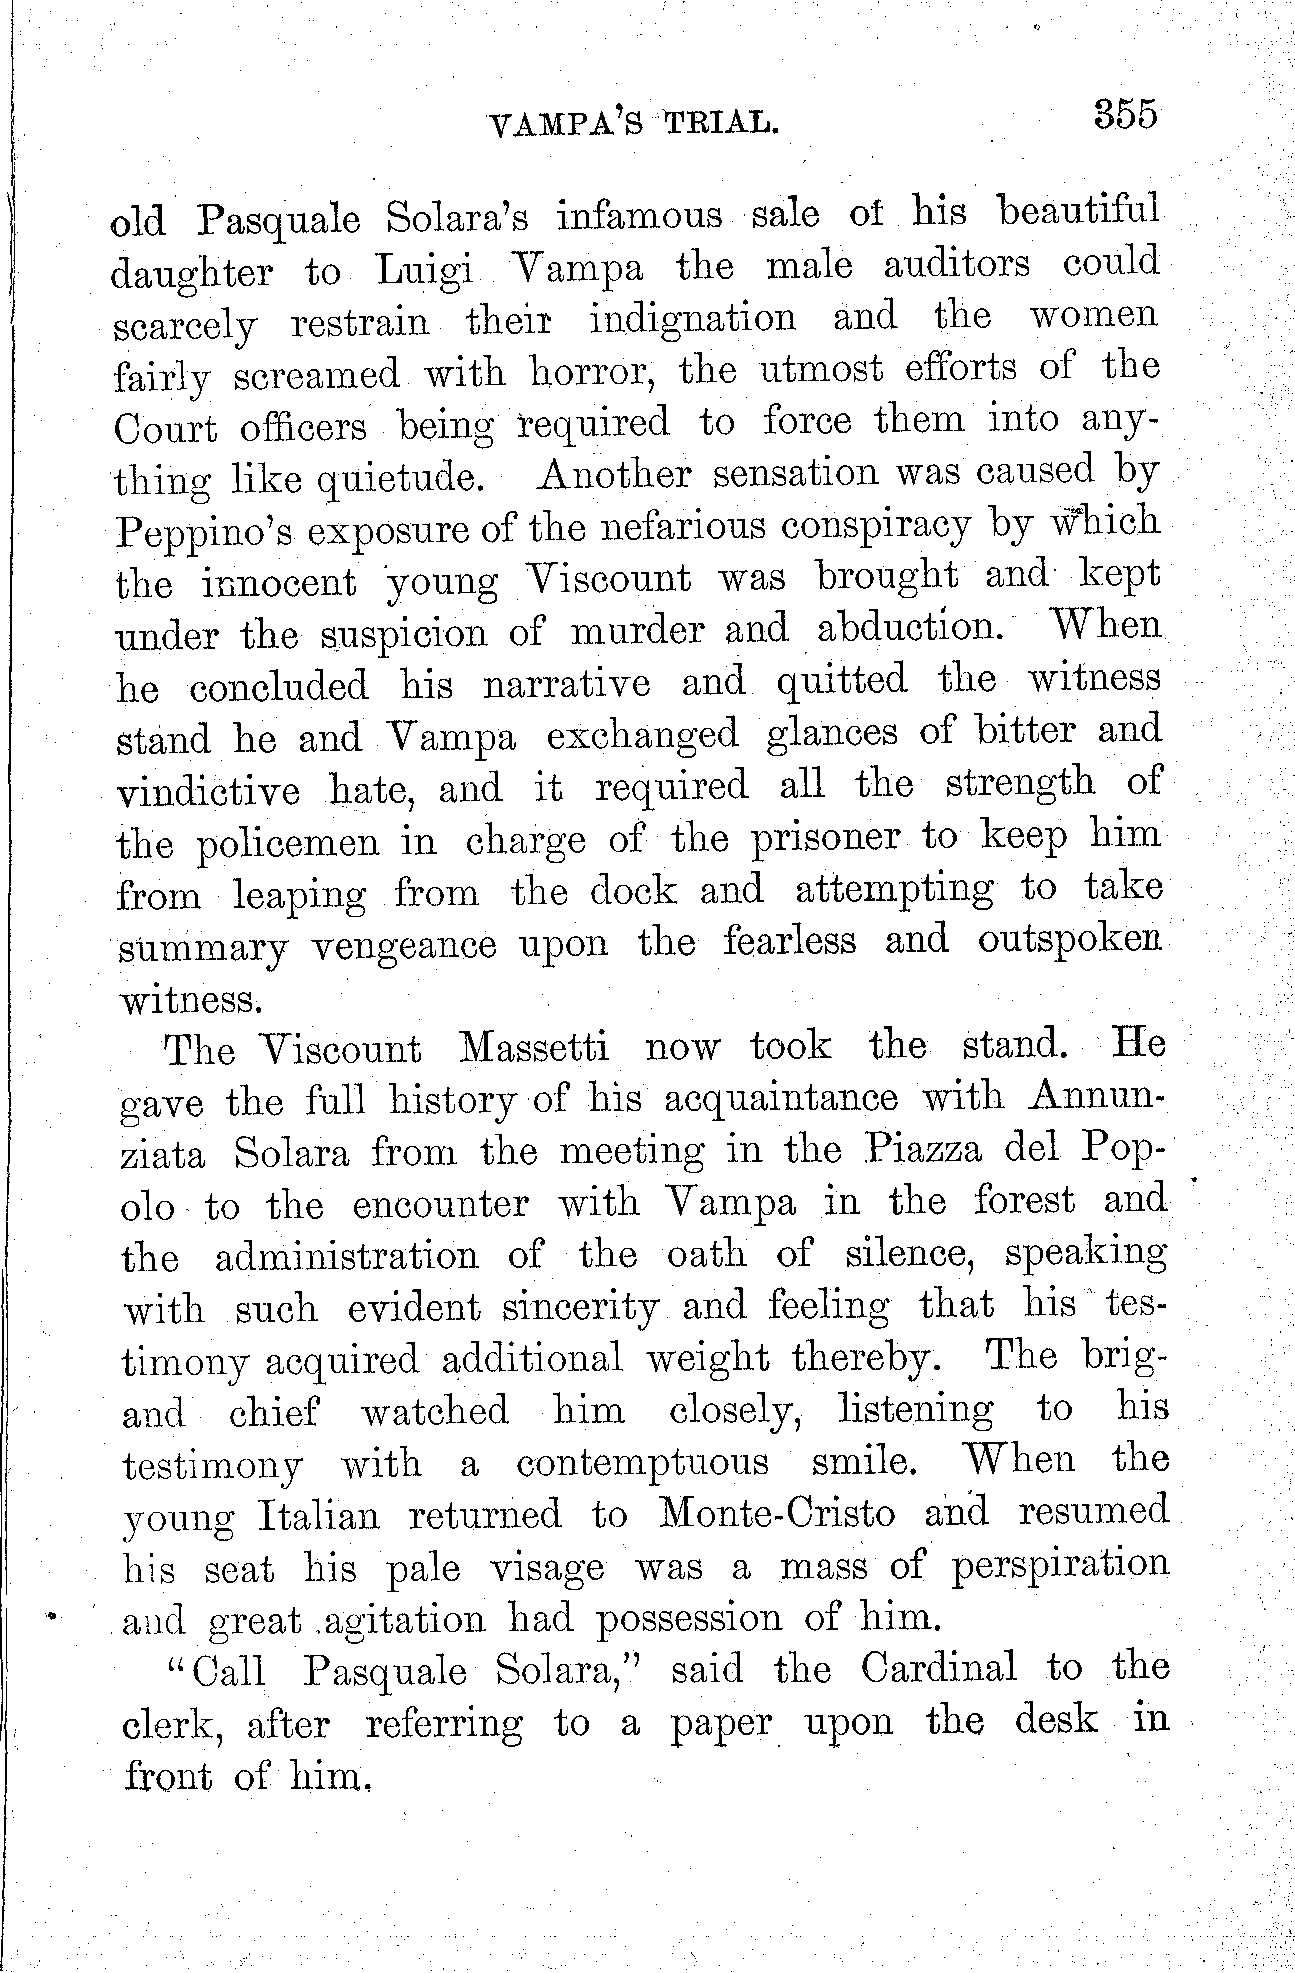 VAMPA'S TRIAL. 355
old Pasquale Solara's infamous sale of his beautiful
daughter to Luigi Vampa the male auditors could
scarcely restrain their indignation and the women
fairly screamed with horror, the utmost efforts of the
Court officers being required to force them into any-
thing like quietude. Another sensation was caused by
Peppino's exposure of the nefarious conspiracy by which
the innocent young Viscount was brought and kept
under the suspicion of murder and abduction. When
he concluded his narrative and quitted the witness
stand he and Vampa exchanged glances of bitter and
vindictive hate, and it required all the strength of
the policemen in charge of the prisoner to keep him
from leaping from the dock and attempting to take
summary vengeance upon the fearless and outspoken
witness.
The Viscount Massetti now took the stand. He
gave the full history of his acquaintance with Annun-
ziata Solara from the meeting in the Piazza del Pop-
olo to the encounter with Vampa in the forest and
the administration of the oath of silence, speaking
with such evident sincerity and feeling that his tes-
timony acquired additional weight thereby. The brig-
and chief watched him closely, listening to his
testimony with a contemptuous smile. When the
young Italian returned to Monte-Cristo and resumed
his seat his pale visage was a mass of perspiration
and great agitation had possession of him.
"Call Pasquale Solara," said the Cardinal to the
clerk, after referring to a paper upon the desk in
front of him.